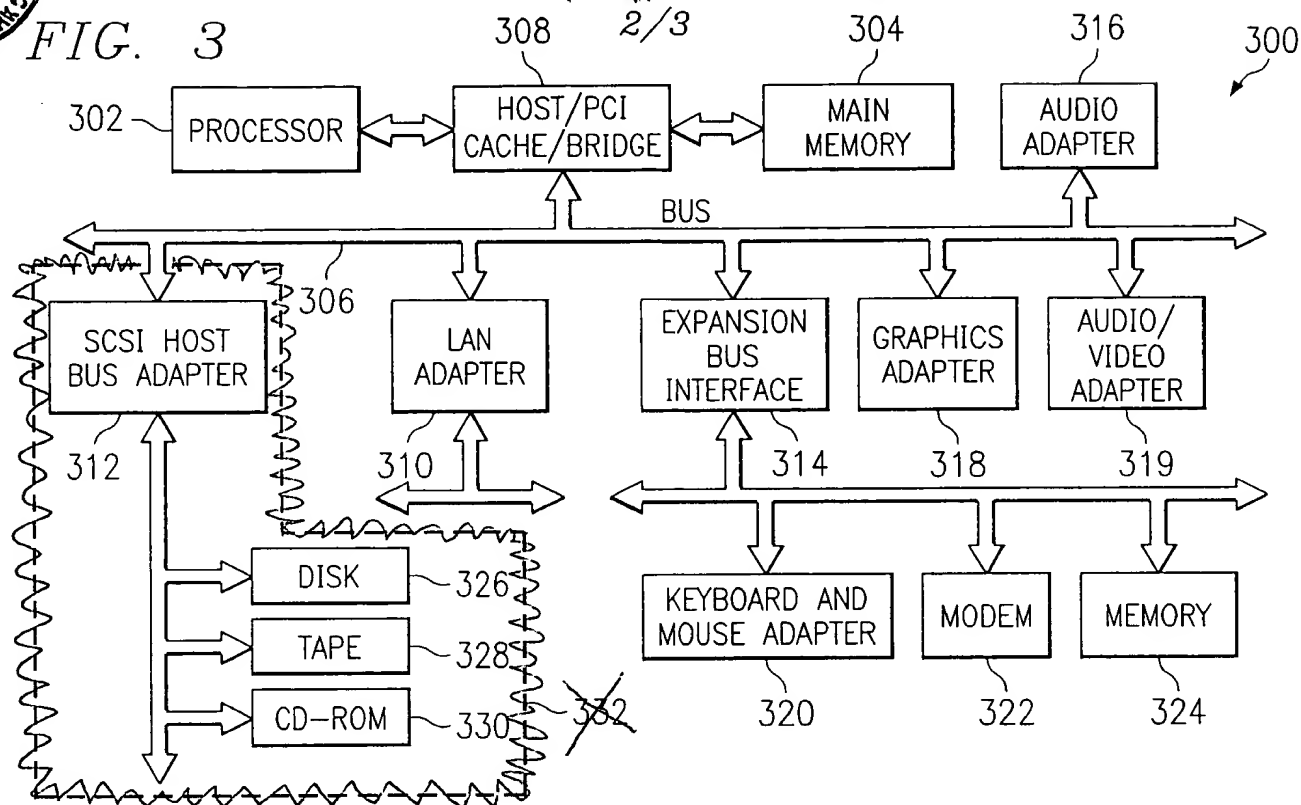 FIG. 3
2/3
308
304
316
300
302
PROCESSOR
HOST/PCI
CACHE/BRIDGE
MAIN
MEMORY
AUDIO
ADAPTER
BUS
306
SCSI HOST
BUS ADAPTER
LAN
ADAPTER
EXPANSION
BUS
INTERFACE
GRAPHICS
ADAPTER
AUDIO/
VIDEO
ADAPTER
312
310
314
318
319
DISK
326
TAPE
328
CD-ROM
330
332
KEYBOARD AND
MOUSE ADAPTER
MODEM
MEMORY
320
322
324